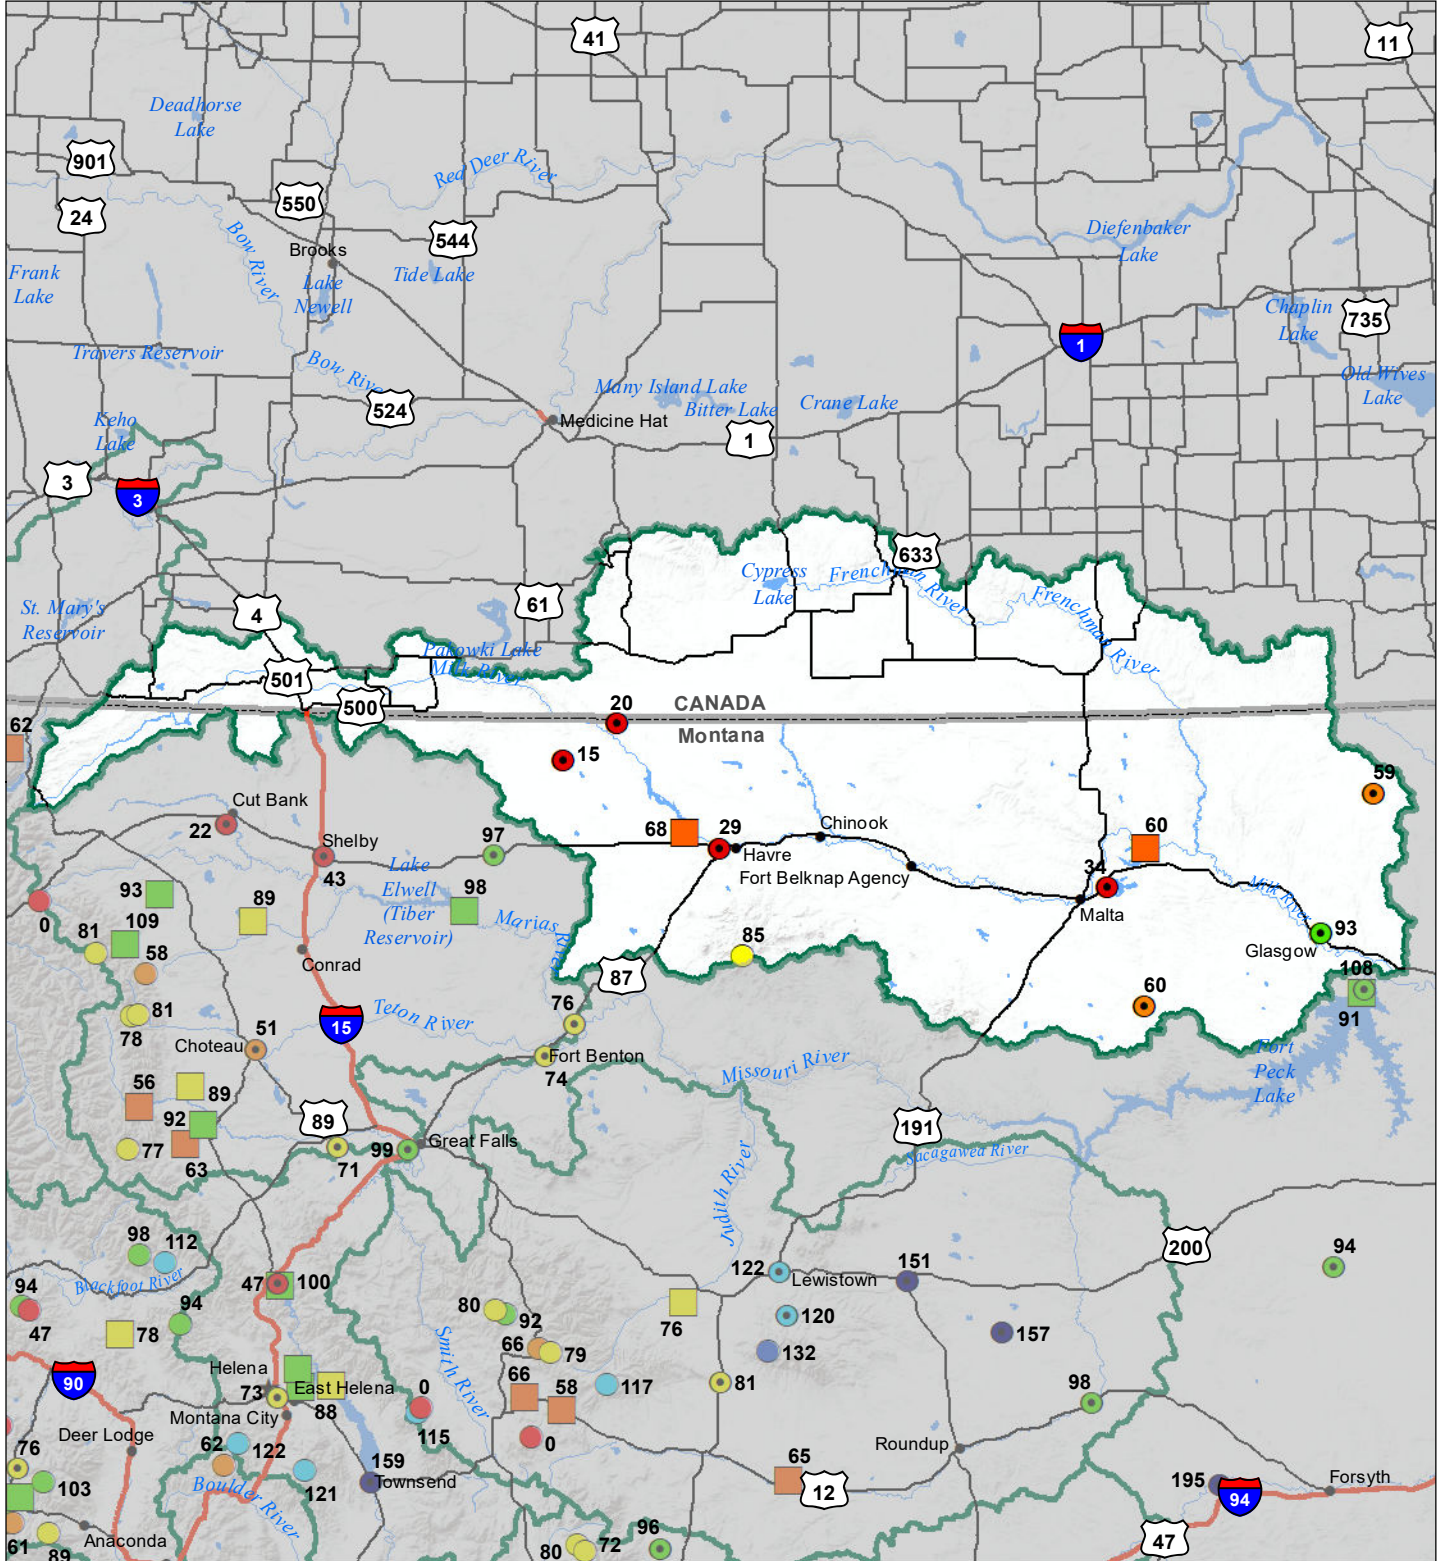 41
11
Deadhorse
Lake
901
Red Deer River
550
24
544
Bow River
Brooks
Diefenbaker
Lake
Frank
Lake
Tide Lake
Lake
Newell
Chaplin
Lake
735
1
Travers Reservoir
Bow River
Many Island Lake
Old Wives
Lake
524
Bitter Lake
Crane Lake
Keho
Lake
Medicine Hat
1
3
3
633
Cypress
Lake
Frenchman River
Frenchman River
St. Mary's
Reservoir
4
61
Pakowki Lake
Milk River
501
500
20
CANADA
Montana
62
15
59
Cut Bank
22
Shelby
43
97
68
29
Chinook
60
Havre
Fort Belknap Agency
34
Malta
Lake
Elwell
(Tiber
Reservoir)
98
Marias River
93
89
109
0
81
58
Conrad
Milk River
93
Glasgow
85
87
108
91
60
76
81
78
Teton River
15
51
Choteau
Fort Benton
74
Missouri River
Fort
Peck
Lake
56
89
92
89
191
77
63
71
99
Great Falls
Sacagawea River
Judith River
98
112
200
94
Blackfoot River
47
100
122
Lewistown
151
94
47
94
80
92
76
120
157
78
66
79
132
Smith River
Helena
90
73
East Helena
88
0
66
58
117
81
98
Montana City
115
0
Deer Lodge
62
122
Roundup
76
159
Townsend
65
12
195
94
Forsyth
103
121
Boulder River
Anaconda
61
89
80
72
96
47